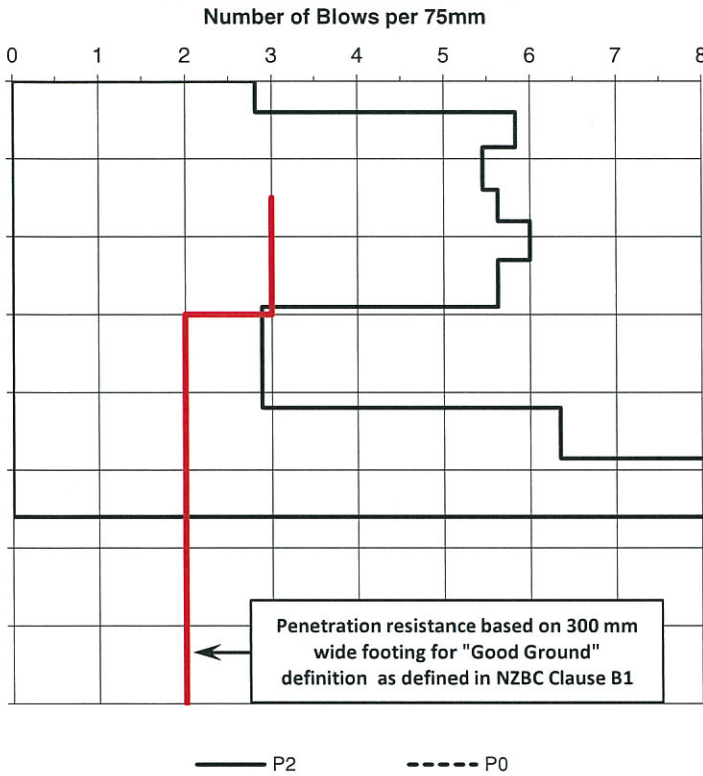 Number of Blows per 75mm
0 1 2 3 4 5 6 7 8
Penetration resistance based on 300 mm
wide footing for "Good Ground"
definition as defined in NZBC Clause B1
P2 P0